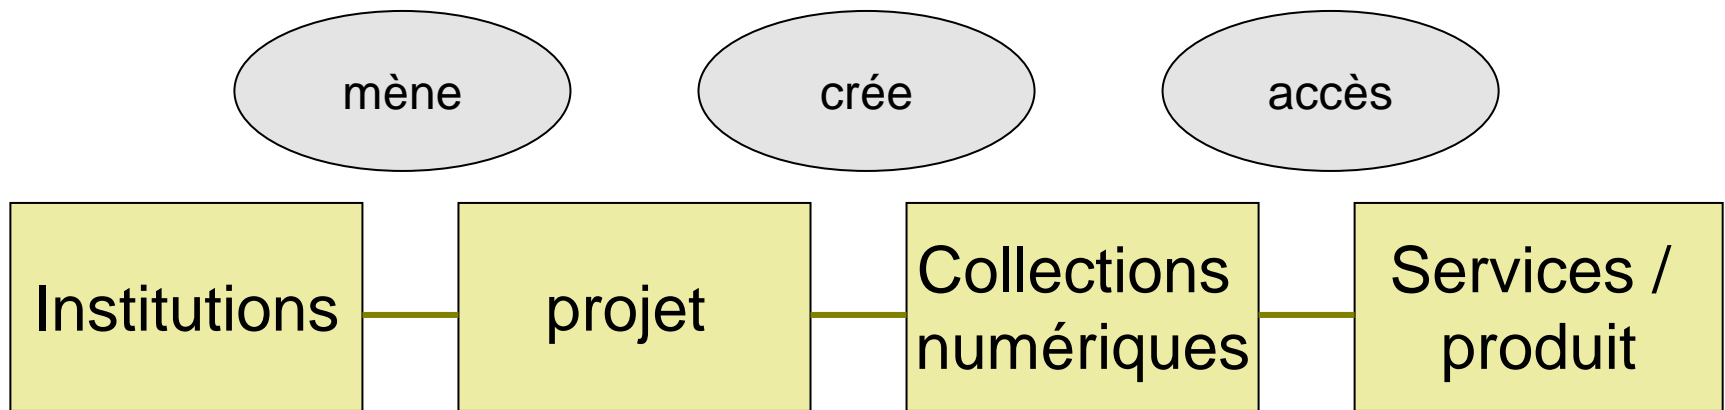 mène
crée
accès
Institutions
projet
Collections
numériques
Services /
produit